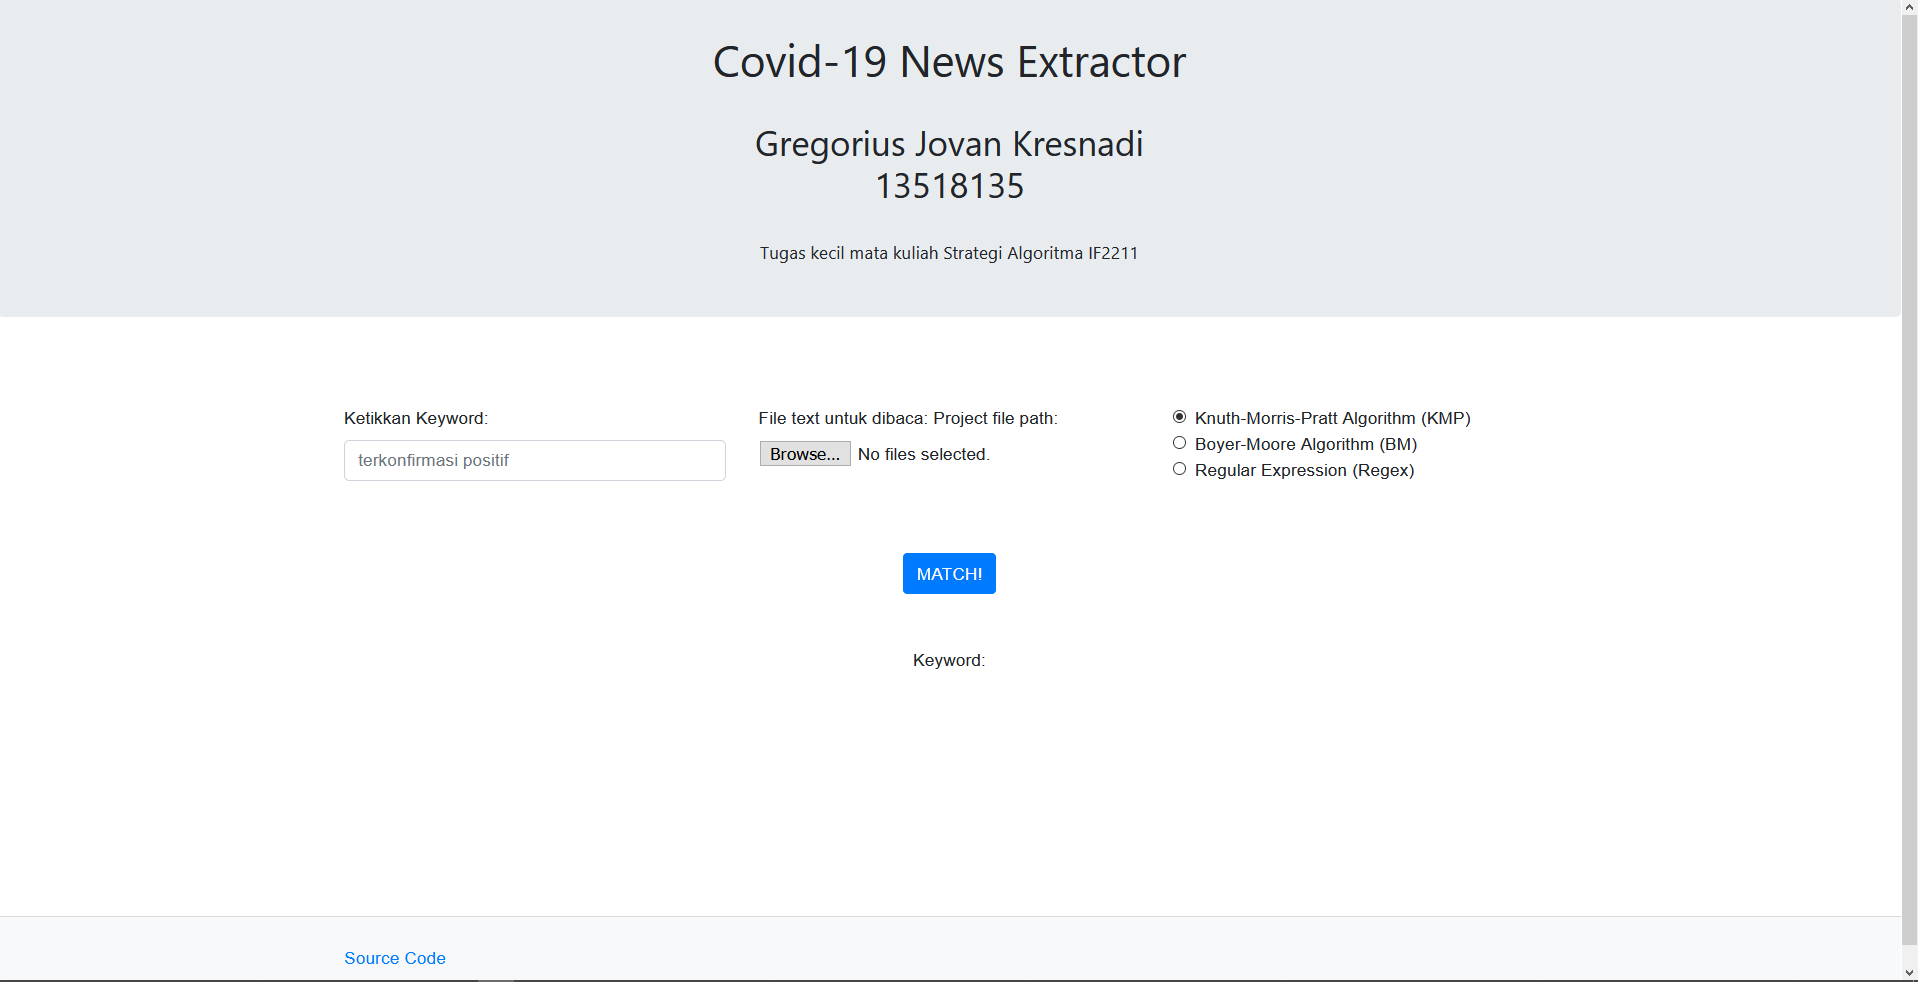 Covid-19 News Extractor
Gregorius Jovan Kresnadi
13518135
Tugas kecil mata kuliah Strategi Algoritma IF2211
Ketikkan Keyword:
terkonfirmasi positif
File text untuk dibaca: Project file path:
Browse... No files selected.
Knuth-Morris-Pratt Algorithm (KMP)
Boyer-Moore Algorithm (BM)
Regular Expression (Regex)
MATCH!
Keyword:
Source Code